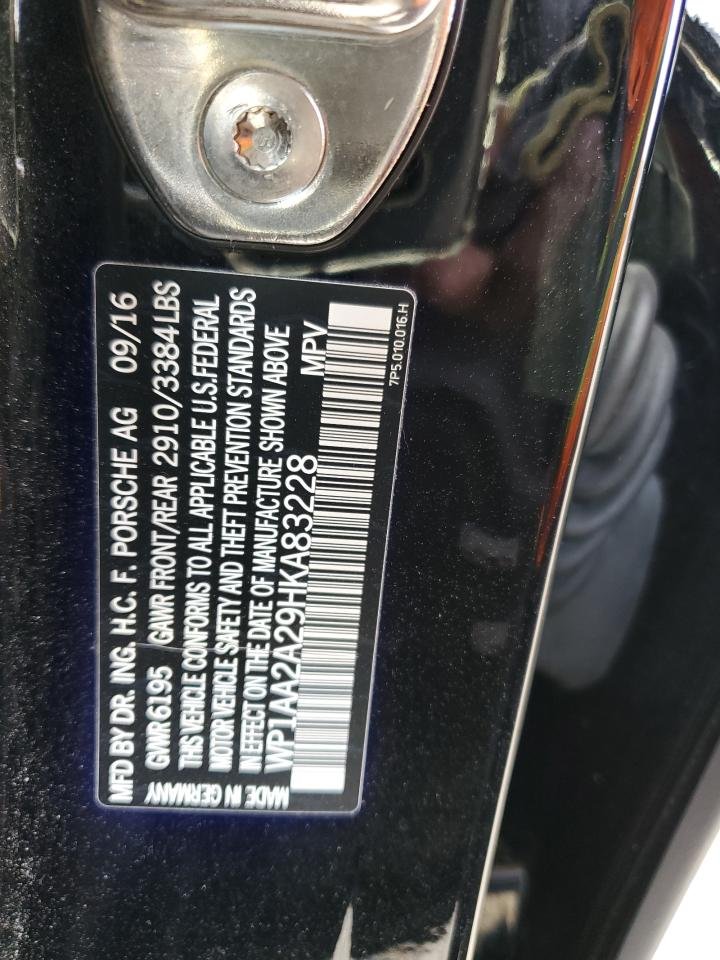 MFD BY DR. ING. H.C. F. PORSCHE AG 09/16
GVWR 6195 GAWR FRONT/REAR 2910/3384 LBS
THIS VEHICLE CONFORMS TO ALL APPLICABLE U.S. FEDERAL
MOTOR VEHICLE SAFETY AND THEFT PREVENTION STANDARDS
IN EFFECT ON THE DATE OF MANUFACTURE SHOWN ABOVE
WP1AA2A29HKA83228 MPV
MADE IN GERMANY
7P5.010.016.H